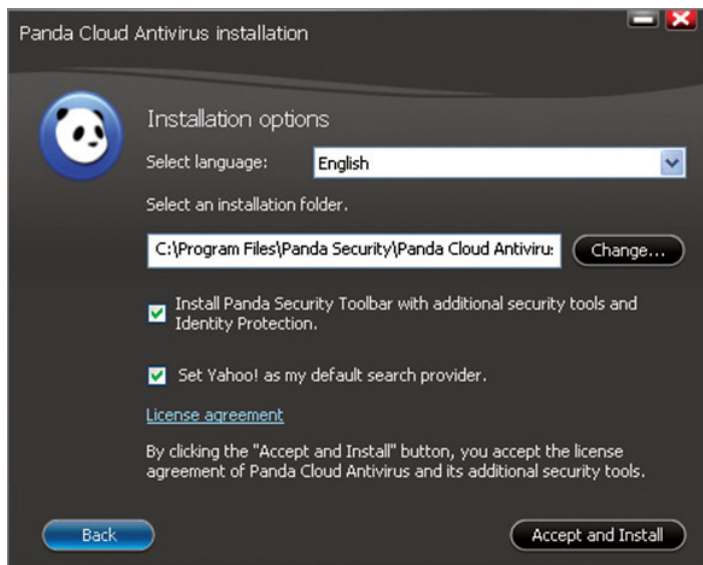 Panda Cloud Antivirus installation
Installation options
Select language:
English
Select an installation folder.
C:\Program Files\Panda Security\Panda Cloud Antivirus
Change...
Install Panda Security Toolbar with additional security tools and
Identity Protection.
Set Yahoo! as my default search provider.
License agreement
By clicking the "Accept and Install" button, you accept the license
agreement of Panda Cloud Antivirus and its additional security tools.
Back
Accept and Install